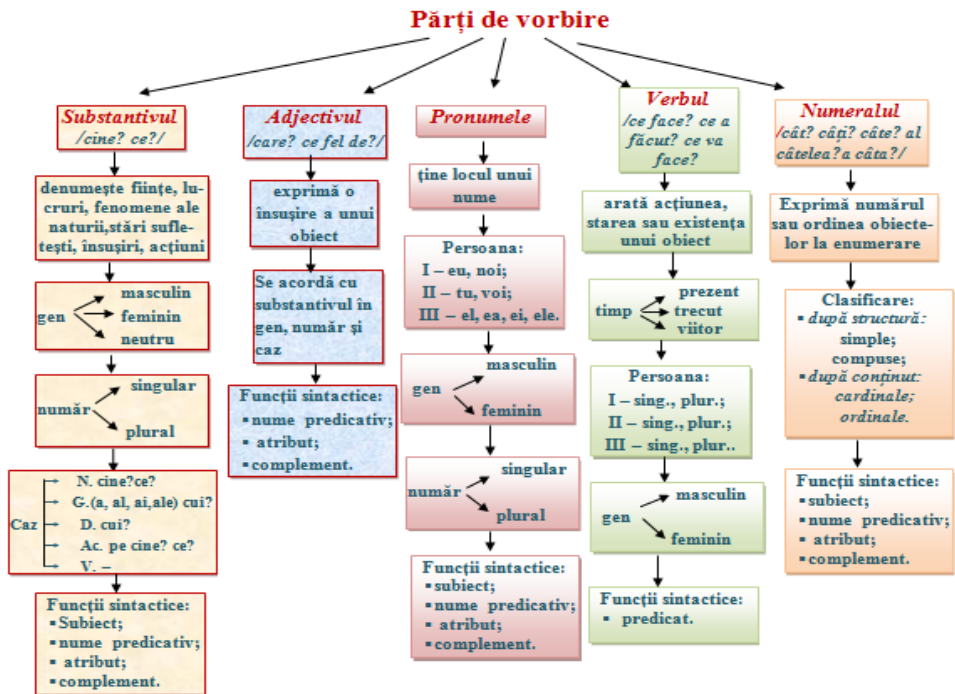 Părți de vorbire
Substantivul
/cine? ce?/
denumește ființe, lu-
cruri, fenomene ale
naturii,stări sufle-
tești, însușiri, acțiuni
gen
masculin
feminin
neutru
număr
singular
plural
Caz
N. cine?ce?
G.(a, al, ai,ale) cui?
D. cui?
Ac. pe cine? ce?
V. –
Funcții sintactice:
▪ Subiect;
▪ nume predicativ;
▪ atribut;
▪ complement.
Adjectivul
/care? ce fel de?/
exprimă o
însușire a unui
obiect
Se acordă cu
substantivul în
gen, număr și
caz
Funcții sintactice:
▪ nume predicativ;
▪ atribut;
▪ complement.
Pronumele
ține locul unui
nume
Persoana:
I – eu, noi;
II – tu, voi;
III – el, ea, ei, ele.
gen
masculin
feminin
număr
singular
plural
Funcții sintactice:
▪ subiect;
▪ nume predicativ;
▪ atribut;
▪ complement.
Verbul
/ce face? ce a
făcut? ce va
face?
arată acțiunea,
starea sau existența
unui obiect
timp
prezent
trecut
viitor
Persoana:
I – sing., plur.;
II – sing., plur.;
III – sing., plur..
gen
masculin
feminin
Funcții sintactice:
▪ predicat.
Numeralul
/cât? câți? câte? al
câtelea?a câta?/
Exprimă numărul
sau ordinea obiecte-
lor la enumerare
Clasificare:
▪ după structură:
simple;
compuse;
▪ după conținut:
cardinale;
ordinale.
Funcții sintactice:
▪ subiect;
▪ nume predicativ;
▪ atribut;
▪ complement.